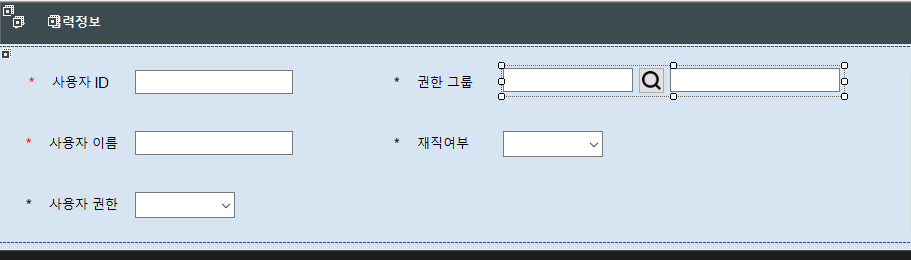 력정보
* 사용자 ID * 권한 그룹
* 사용자 이름 * 재직여부
* 사용자 권한